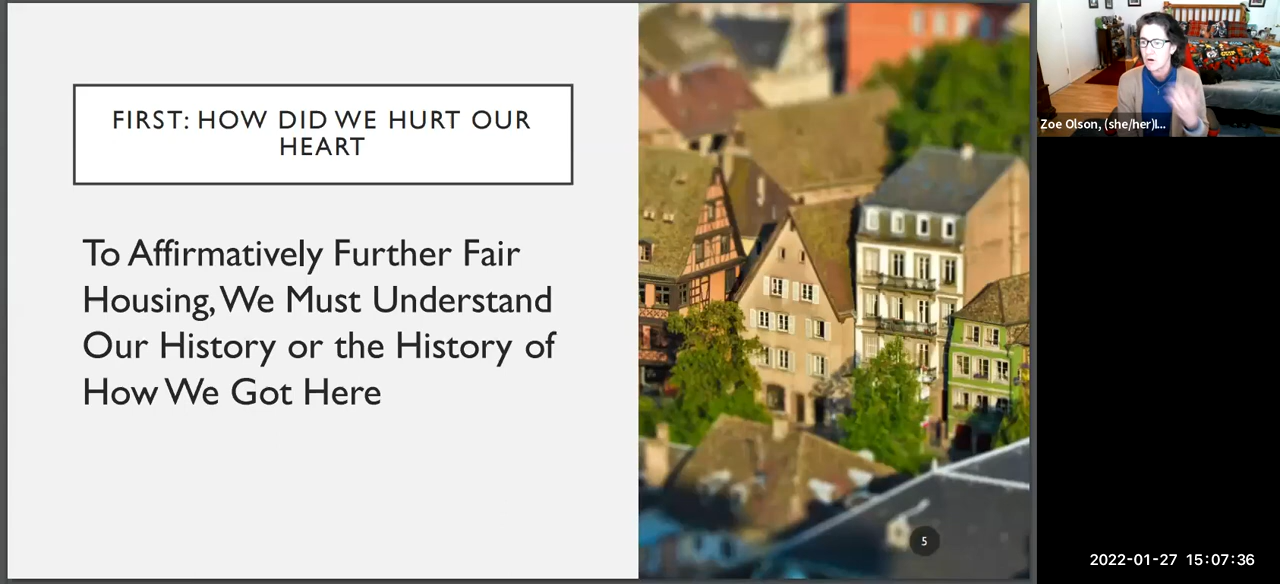 FIRST: HOW DID WE HURT OUR
HEART
To Affirmatively Further Fair
Housing, We Must Understand
Our History or the History of
How We Got Here
5
Zoe Olson, (she/her)I...
2022-01-27 15:07:36